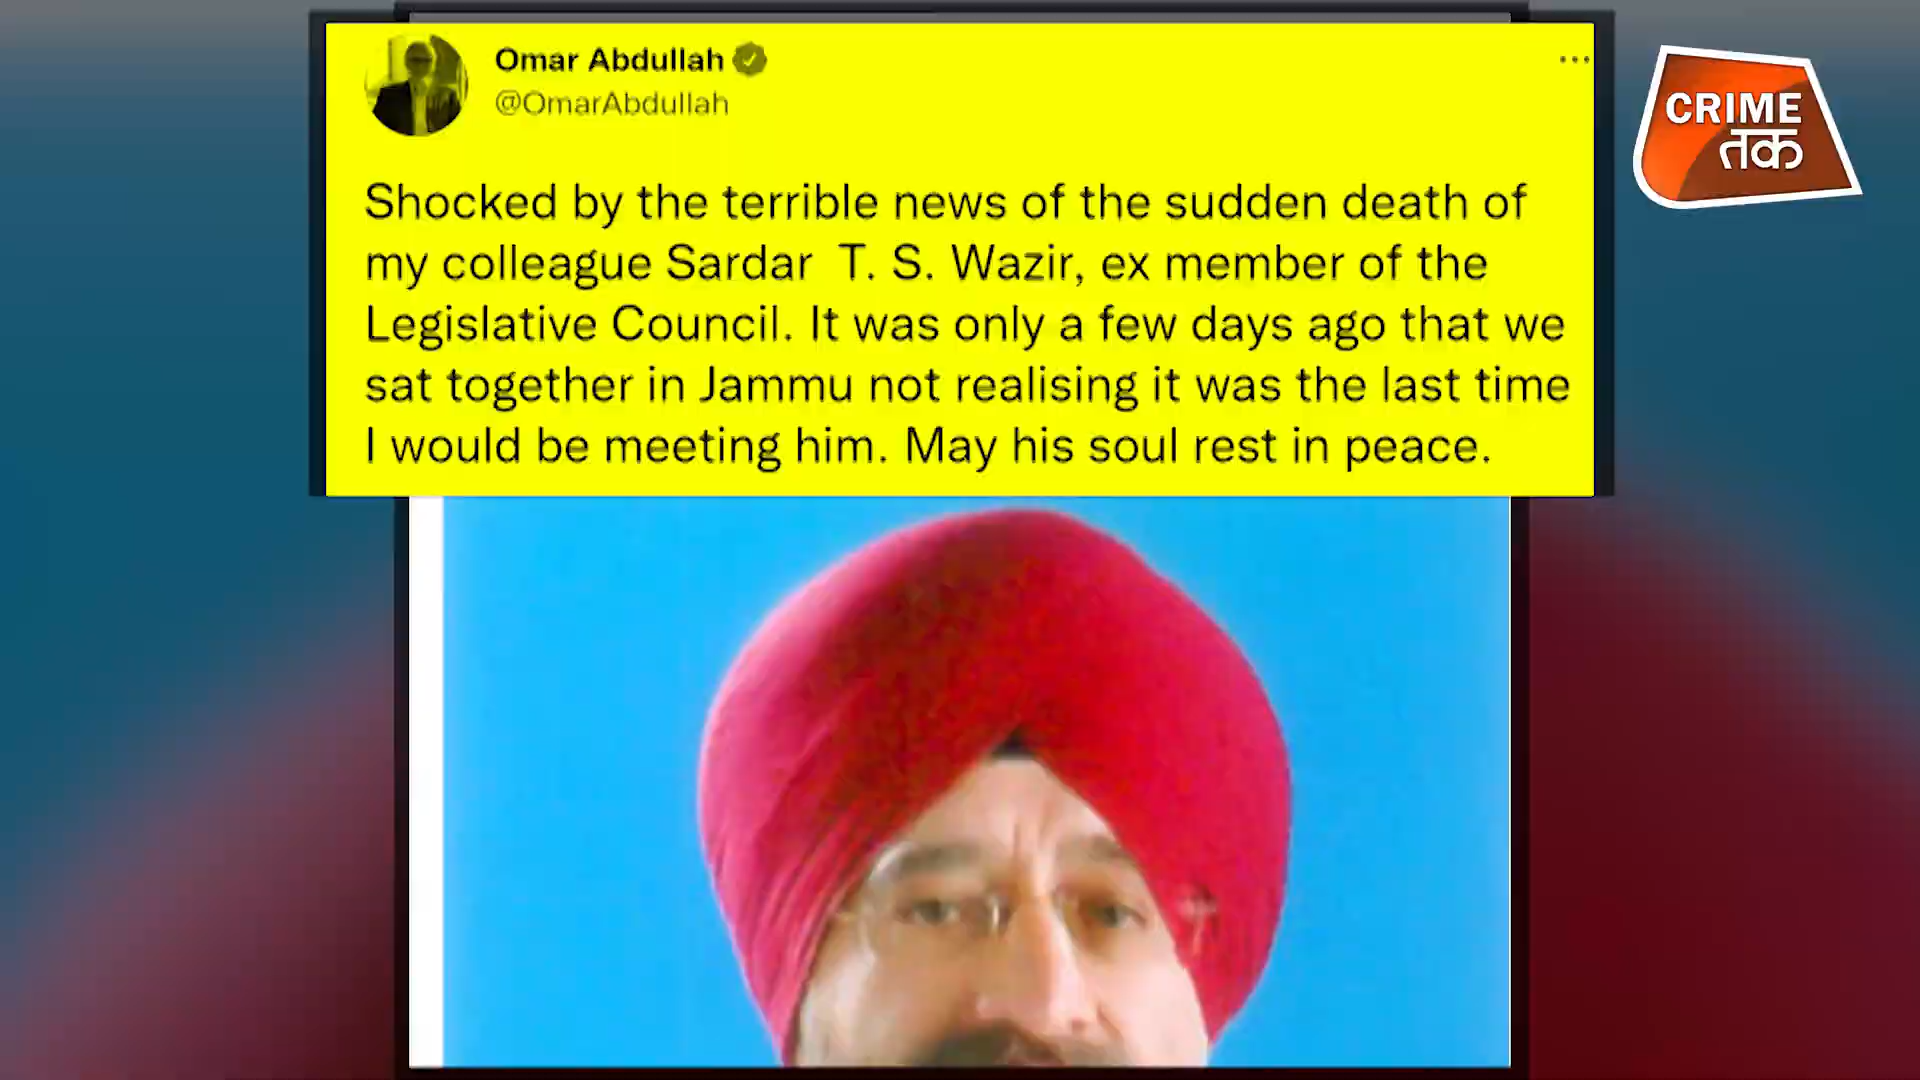 Omar Abdullah
@OmarAbdullah
Shocked by the terrible news of the sudden death of
my colleague Sardar T. S. Wazir, ex member of the
Legislative Council. It was only a few days ago that we
sat together in Jammu not realising it was the last time
I would be meeting him. May his soul rest in peace.
CRIME
तक